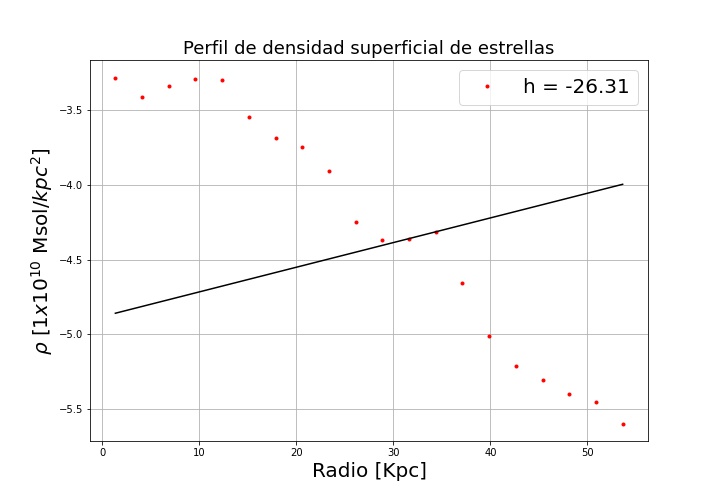 Perfil de densidad superficial de estrellas
h = -26.31
ρ [1x10¹⁰ Msol/kpc²]
−3.5
−4.0
−4.5
−5.0
−5.5
0 10 20 30 40 50
Radio [Kpc]